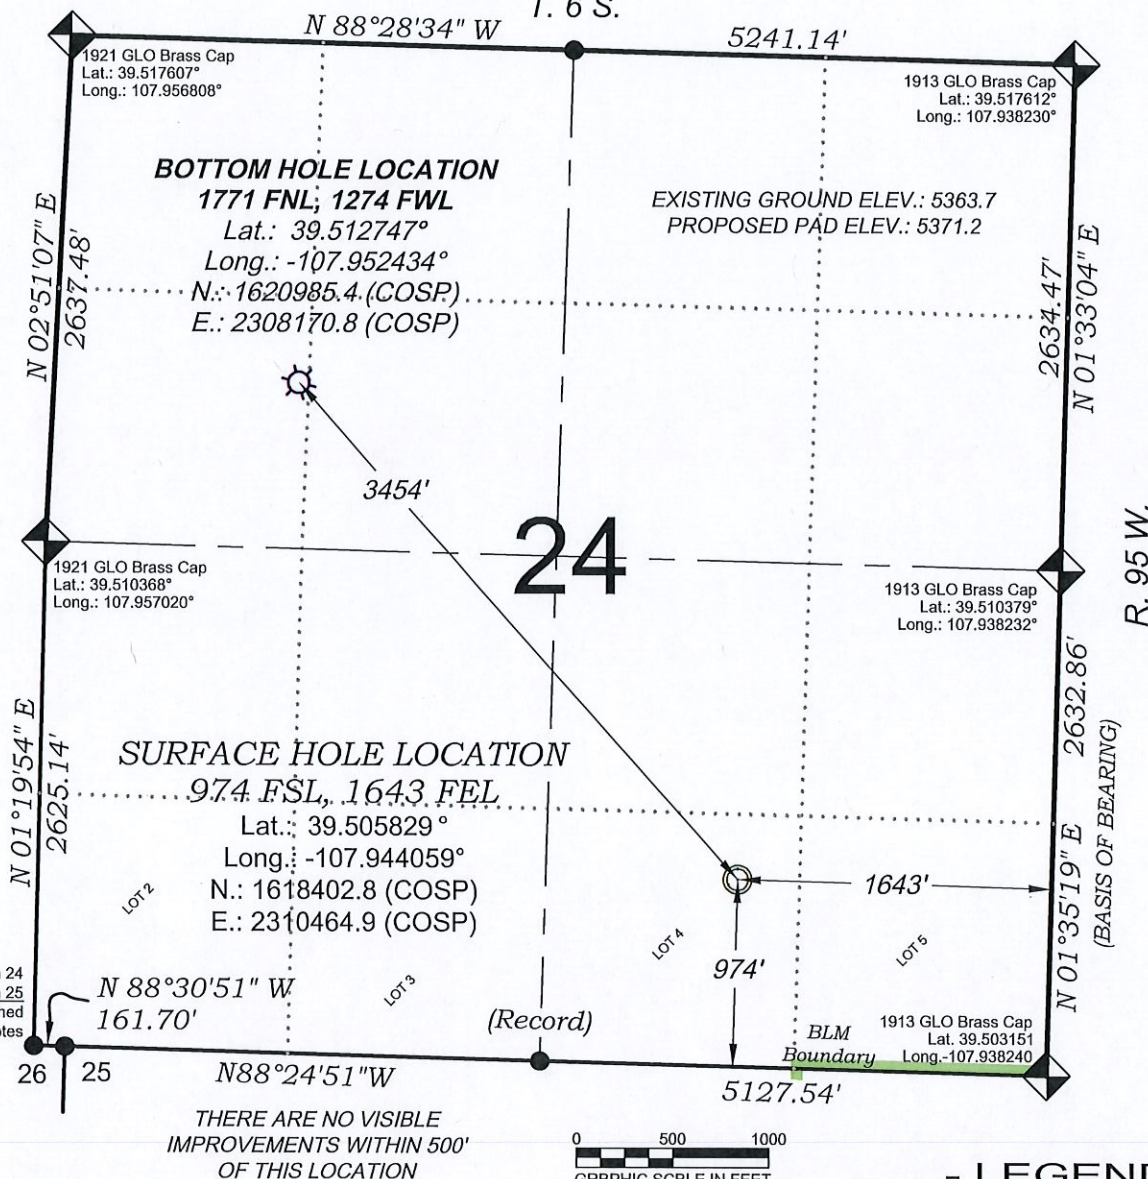 T. 6 S.
N 88°28'34" W
5241.14'
1921 GLO Brass Cap
Lat.: 39.517607°
Long.: 107.956808°
1913 GLO Brass Cap
Lat.: 39.517612°
Long.: 107.938230°
BOTTOM HOLE LOCATION
1771 FNL, 1274 FWL
Lat.: 39.512747°
Long.: -107.952434°
N.: 1620985.4 (COSP)
E.: 2308170.8 (COSP)
EXISTING GROUND ELEV.: 5363.7
PROPOSED PAD ELEV.: 5371.2
N 02°51'07" E
2637.48'
2634.47'
N 01°33'04" E
3454'
24
R. 95 W.
1921 GLO Brass Cap
Lat.: 39.510368°
Long.: 107.957020°
1913 GLO Brass Cap
Lat.: 39.510379°
Long.: 107.938232°
N 01°19'54" E
2625.14'
2632.86'
N 01°35'19" E
(BASIS OF BEARING)
SURFACE HOLE LOCATION
974 FSL, 1643 FEL
Lat.: 39.505829°
Long.: -107.944059°
N.: 1618402.8 (COSP)
E.: 2310464.9 (COSP)
1643'
974'
LOT 2
LOT 3
LOT 4
LOT 5
24
25
N 88°30'51" W
161.70'
(Record)
BLM
Boundary
1913 GLO Brass Cap
Lat. 39.503151
Long.-107.938240
26
25
N88°24'51"W
5127.54'
THERE ARE NO VISIBLE
IMPROVEMENTS WITHIN 500'
OF THIS LOCATION
0 500 1000
GRAPHIC SCALE IN FEET
- LEGEND